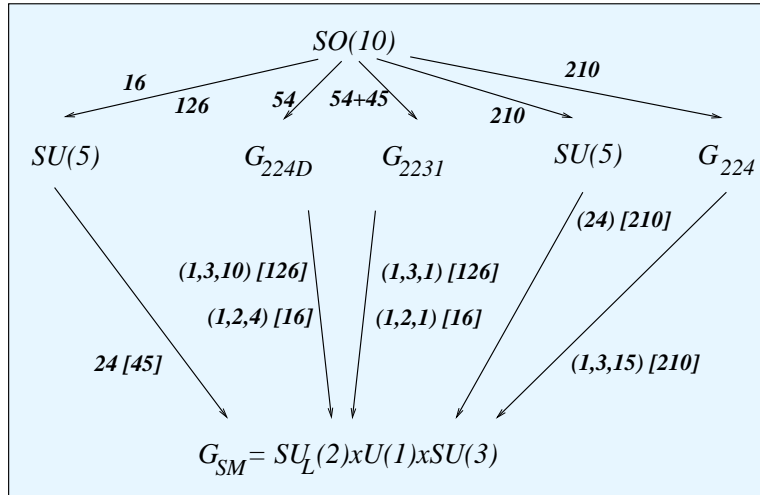 SO(10)
16
126
54
54+45
210
210
SU(5)
G224D
G2231
SU(5)
G224
(24) [210]
(1,3,10) [126]
(1,3,1) [126]
(1,2,4) [16]
(1,2,1) [16]
24 [45]
(1,3,15) [210]
GSM = SUL(2)xU(1)xSU(3)